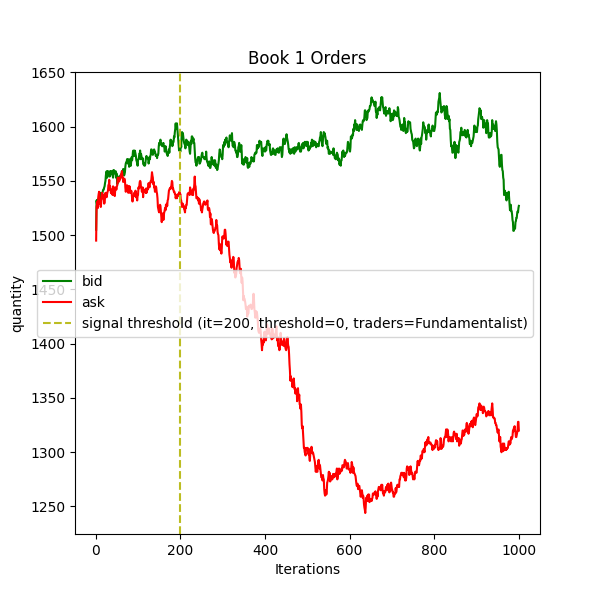 Book 1 Orders
1650
1600
1550
1500
1450
1400
1350
1300
1250
quantity
bid
ask
signal threshold (it=200, threshold=0, traders=Fundamentalist)
0 200 400 600 800 1000
Iterations